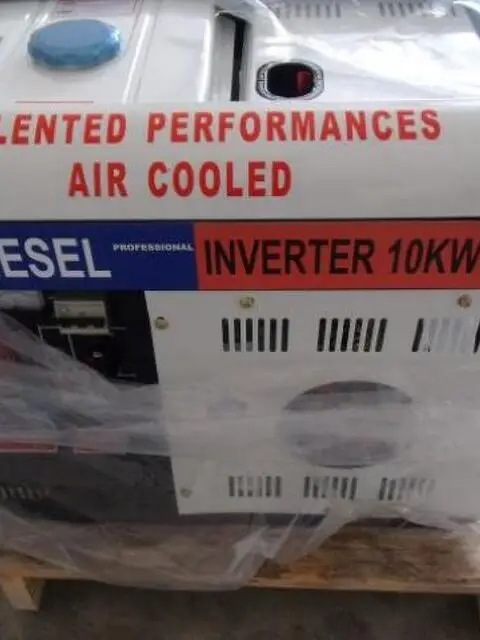 LENTED PERFORMANCES
AIR COOLED
ESEL PROFESSIONAL INVERTER 10KW